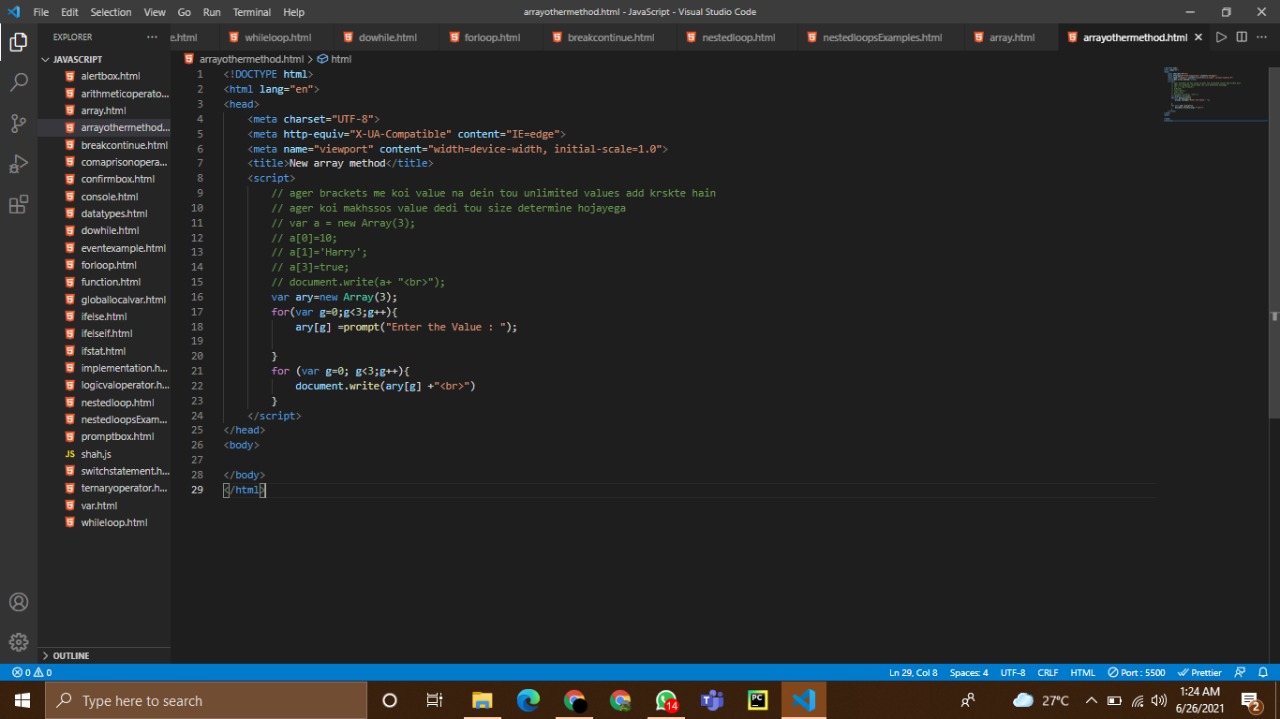 File Edit Selection View Go Run Terminal Help
arrayothermethod.html - JavaScript - Visual Studio Code
EXPLORER
e.html whileloop.html dowhile.html forloop.html breakcontinue.html nestedloop.html nestedloopsExamples.html array.html arrayothermethod.html
JAVASCRIPT
alertbox.html
arithmeticoperato...
array.html
arrayothermethod...
breakcontinue.html
comaprisonopera...
confirmbox.html
console.html
datatypes.html
dowhile.html
eventexample.html
forloop.html
function.html
globallocalvar.html
ifelse.html
ifelseif.html
ifstat.html
implementation.h...
logicvaloperator.h...
nestedloop.html
nestedloopsExam...
promptbox.html
JS shah.js
switchstatement.h...
ternaryoperator.h...
var.html
whileloop.html
OUTLINE
arrayothermethod.html > html
1 <!DOCTYPE html>
2 <html lang="en">
3 <head>
4 <meta charset="UTF-8">
5 <meta http-equiv="X-UA-Compatible" content="IE=edge">
6 <meta name="viewport" content="width=device-width, initial-scale=1.0">
7 <title>New array method</title>
8 <script>
9 // ager brackets me koi value na dein tou unlimited values add krskte hain
10 // ager koi makhssos value dedi tou size determine hojayega
11 // var a = new Array(3);
12 // a[0]=10;
13 // a[1]='Harry';
14 // a[3]=true;
15 // document.write(a+ "<br>");
16 var ary=new Array(3);
17 for(var g=0;g<3;g++){
18 ary[g] =prompt("Enter the Value : ");
19
20 }
21 for (var g=0; g<3;g++){
22 document.write(ary[g] +"<br>")
23 }
24 </script>
25 </head>
26 <body>
27
28 </body>
29 </html>
0 0 Ln 29, Col 8 Spaces: 4 UTF-8 CRLF HTML Port : 5500 Prettier
Type here to search
14
PC
27°C
1:24 AM
6/26/2021
2